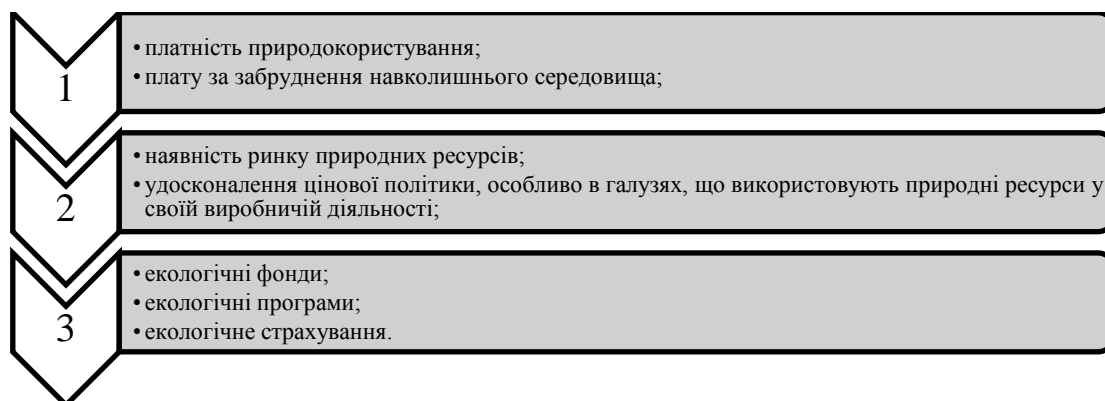 1
• платність природокористування;
• плату за забруднення навколишнього середовища;
2
• наявність ринку природних ресурсів;
• удосконалення цінової політики, особливо в галузях, що використовують природні ресурси у
своїй виробничій діяльності;
3
• екологічні фонди;
• екологічні програми;
• екологічне страхування.